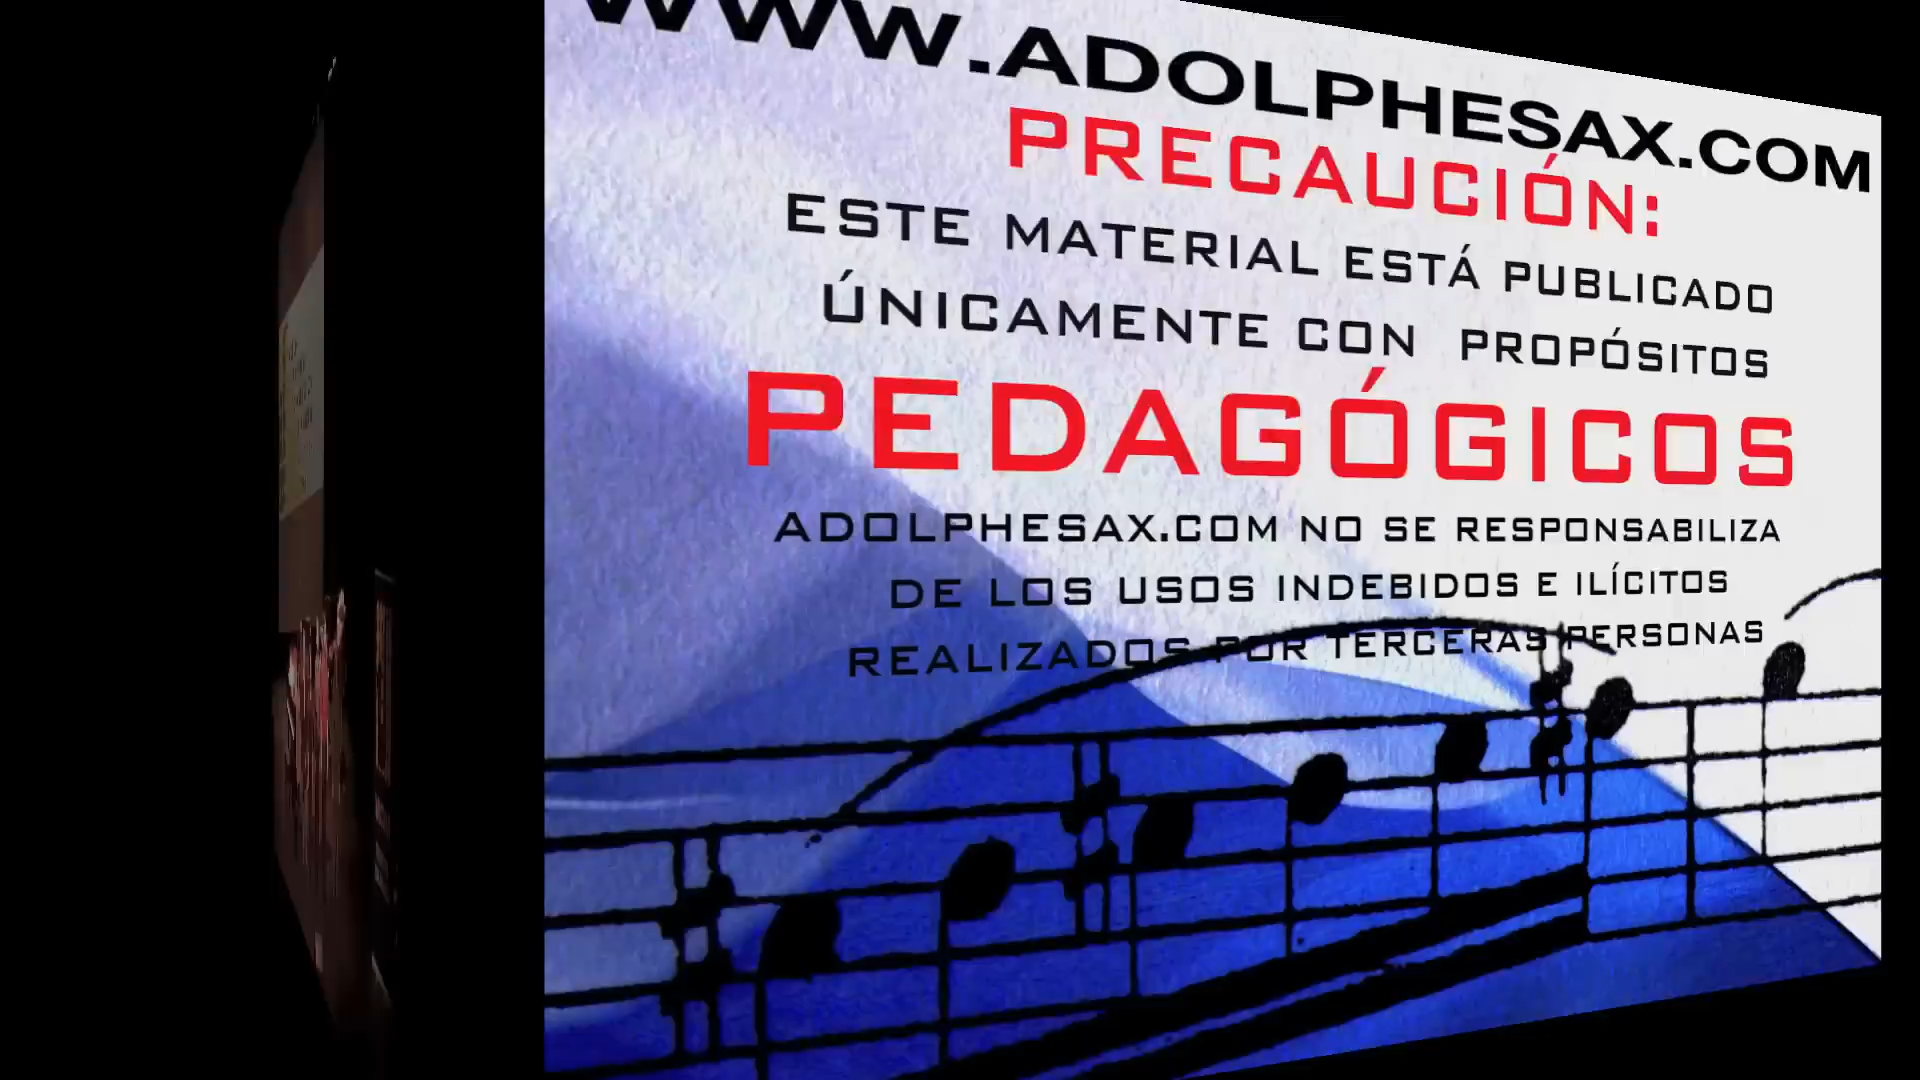 WWW.ADOLPHESAX.COM
PRECAUCIÓN:
ESTE MATERIAL ESTÁ PUBLICADO
ÚNICAMENTE CON PROPÓSITOS
PEDAGÓGICOS
ADOLPHESAX.COM NO SE RESPONSABILIZA
DE LOS USOS INDEBIDOS E ILÍCITOS
REALIZADOS POR TERCERAS PERSONAS